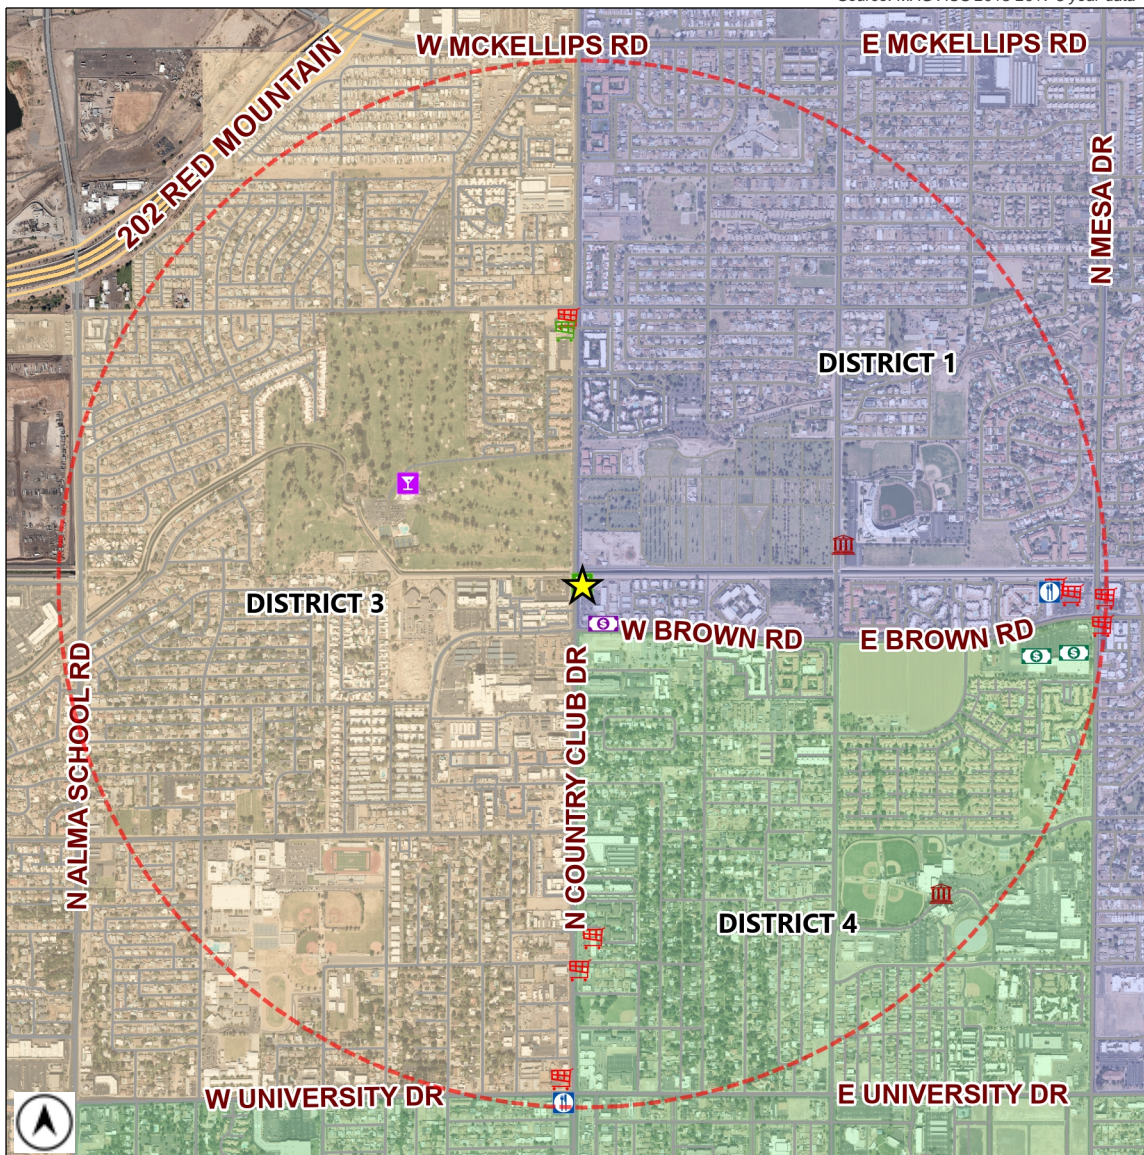 W MCKELLIPS RD
E MCKELLIPS RD
202 RED MOUNTAIN
N MESA DR
DISTRICT 1
DISTRICT 3
W BROWN RD
E BROWN RD
N ALMA SCHOOL RD
N COUNTRY CLUB DR
DISTRICT 4
W UNIVERSITY DR
E UNIVERSITY DR